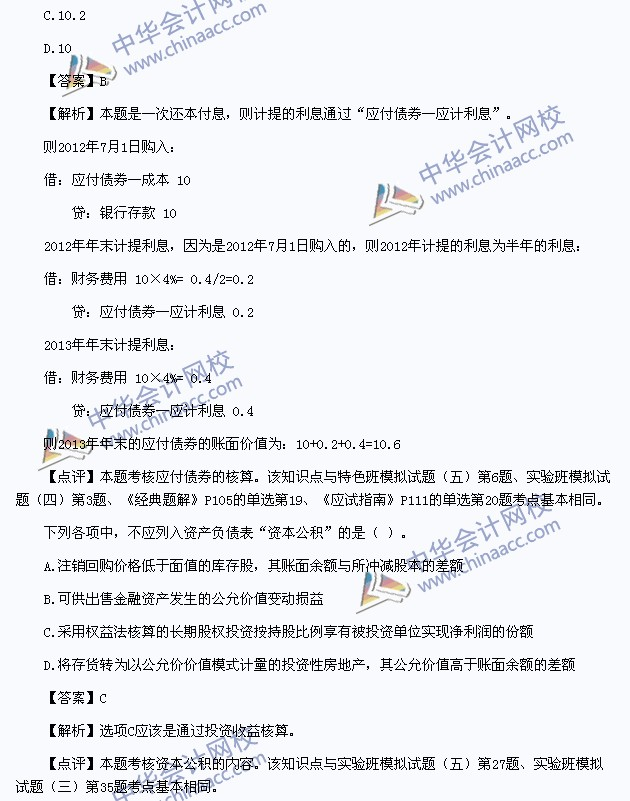 C.10.2
D.10
【答案】B
【解析】本题是一次还本付息，则计提的利息通过“应付债券—应计利息”。
则2012年7月1日购入：
借：应付债券—成本 10
贷：银行存款 10
2012年年末计提利息，因为是2012年7月1日购入的，则2012年计提的利息为半年的利息：
借：财务费用 10×4%= 0.4/2=0.2
贷：应付债券—应计利息 0.2
2013年年末计提利息：
借：财务费用 10×4%= 0.4
贷：应付债券—应计利息 0.4
则2013年年末的应付债券的账面价值为：10+0.2+0.4=10.6
【点评】本题考核应付债券的核算。该知识点与特色班模拟试题（五）第6题、实验班模拟试
题（四）第3题、《经典题解》P105的单选第19、《应试指南》P111的单选第20题考点基本相同。
下列各项中，不应列入资产负债表“资本公积”的是（ ）。
A.注销回购价格低于面值的库存股，其账面余额与所冲减股本的差额
B.可供出售金融资产发生的公允价值变动损益
C.采用权益法核算的长期股权投资按持股比例享有被投资单位实现净利润的份额
D.将存货转为以公允价价值模式计量的投资性房地产，其公允价值高于账面余额的差额
【答案】C
【解析】选项C应该是通过投资收益核算。
【点评】本题考核资本公积的内容。该知识点与实验班模拟试题（五）第27题、实验班模拟
试题（三）第35题考点基本相同。
中华会计网校
www.chinaacc.com
中华会计网校
www.chinaacc.com
中华会计网校
www.chinaacc.com
中华会计网校
www.chinaacc.com
中华会计网校
www.chinaacc.com